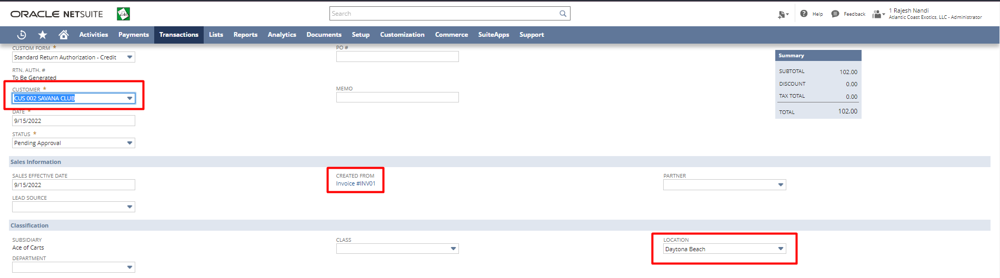 ORACLE NETSUITE
Search
Help
Feedback
1 Rajesh Nandi
Atlantic Coast Exotics, LLC - Administrator
Activities
Payments
Transactions
Lists
Reports
Analytics
Documents
Setup
Customization
Commerce
SuiteApps
Support
CUSTOM FORM *
Standard Return Authorization - Credit
RTN. AUTH. #
To Be Generated
CUSTOMER *
CUS 002 SAVANA CLUB
DATE *
9/15/2022
STATUS *
Pending Approval
PO #
MEMO
Summary
SUBTOTAL 102.00
DISCOUNT 0.00
TAX TOTAL 0.00
TOTAL 102.00
Sales Information
SALES EFFECTIVE DATE
9/15/2022
LEAD SOURCE
CREATED FROM
Invoice #INV01
PARTNER
Classification
SUBSIDIARY
Ace of Carts
DEPARTMENT
CLASS
LOCATION
Daytona Beach